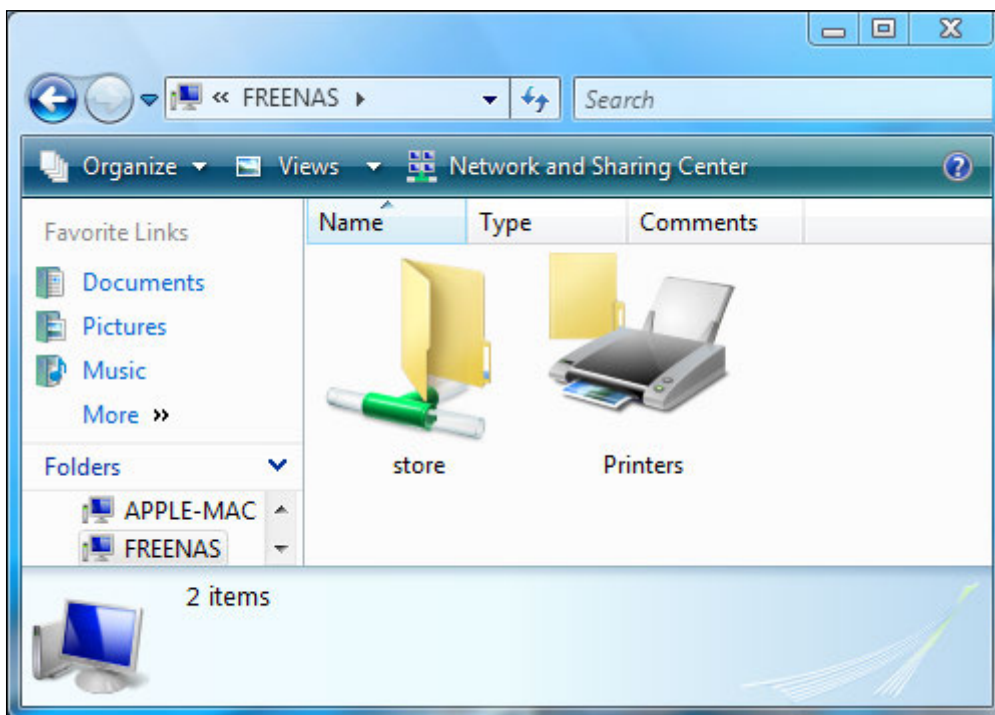 « FREENAS
Search
Organize Views Network and Sharing Center ?
Favorite Links
Documents
Pictures
Music
More »
Folders
APPLE-MAC
FREENAS
Name Type Comments
store Printers
2 items